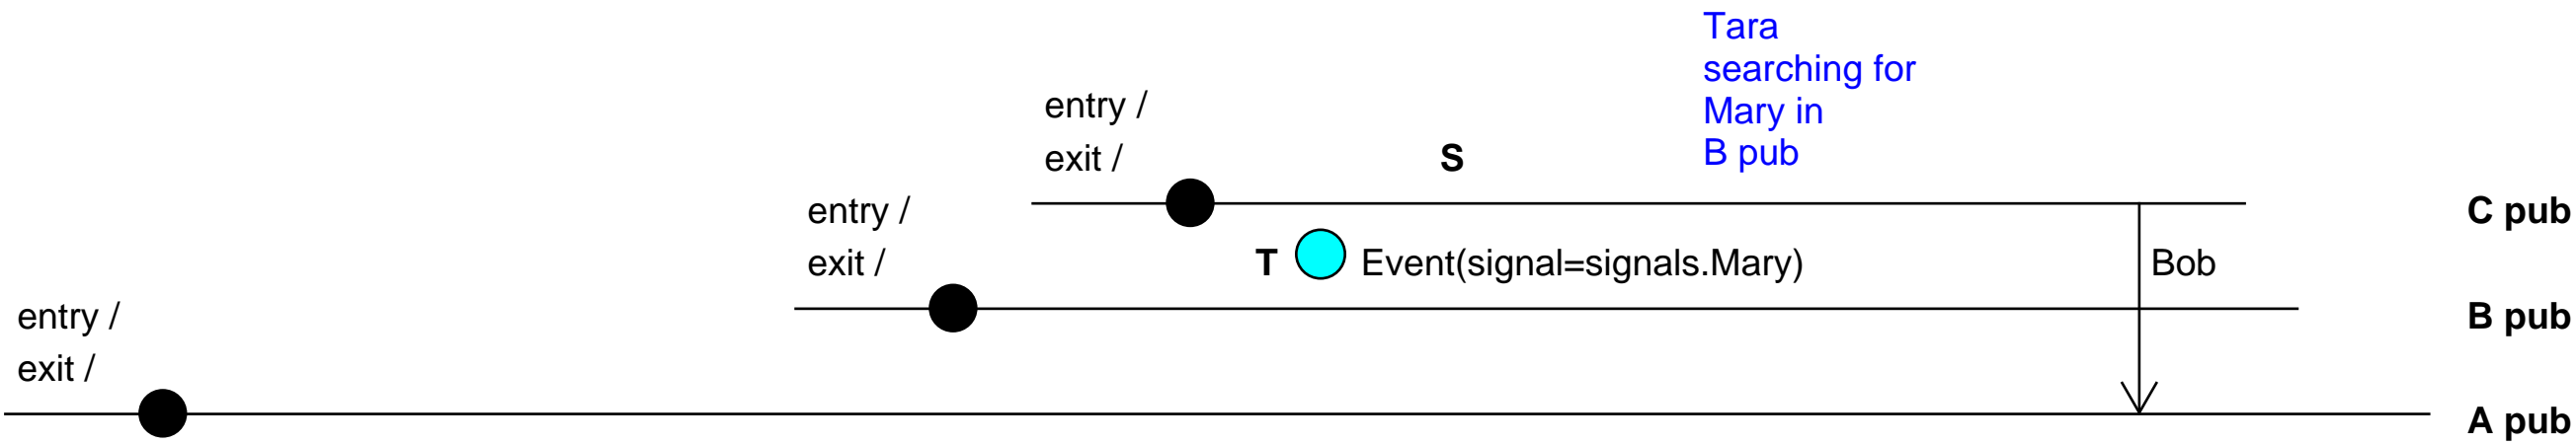 Tara
searching for
Mary in
B pub
entry /
exit /
S
C pub
entry /
exit /
T
Event(signal=signals.Mary)
Bob
B pub
entry /
exit /
A pub